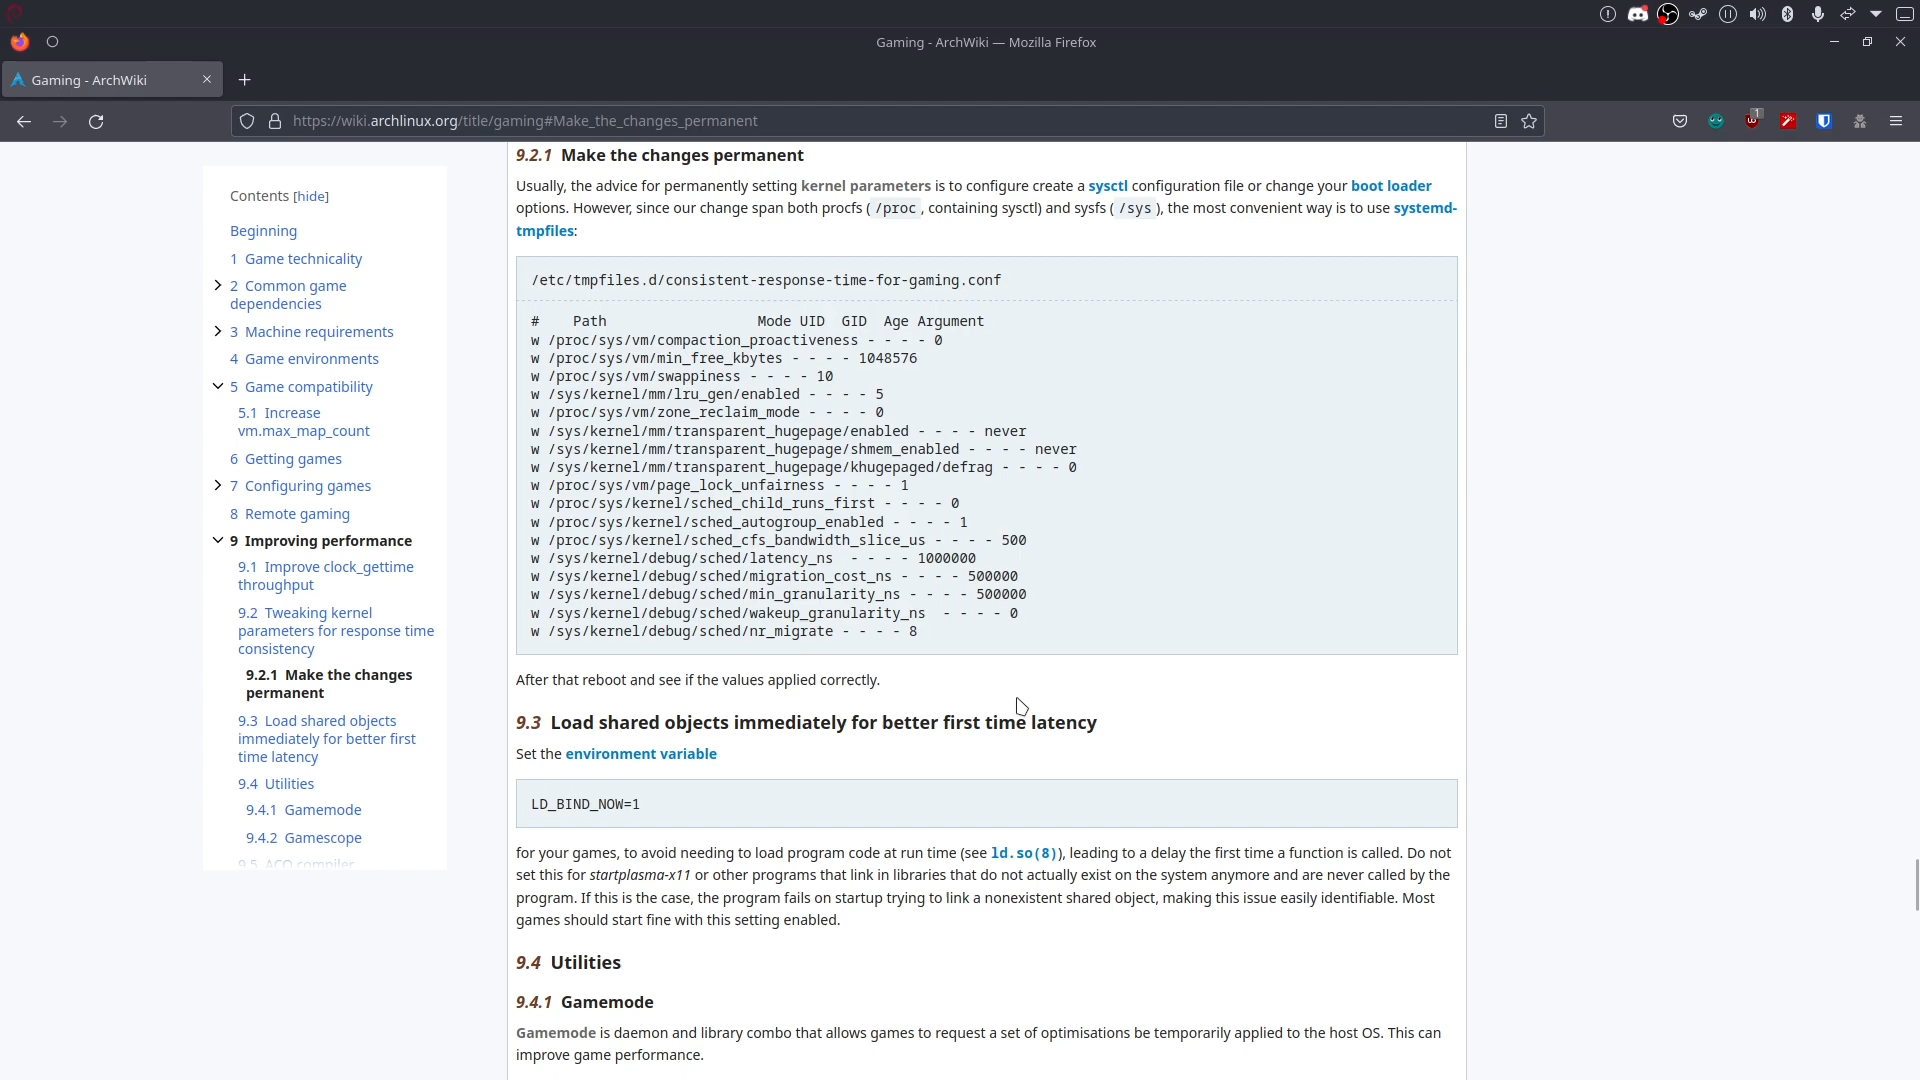 Gaming - ArchWiki — Mozilla Firefox
Gaming - ArchWiki
https://wiki.archlinux.org/title/gaming#Make_the_changes_permanent
1
Contents [hide]
Beginning
1 Game technicality
2 Common game
dependencies
3 Machine requirements
4 Game environments
5 Game compatibility
5.1 Increase
vm.max_map_count
6 Getting games
7 Configuring games
8 Remote gaming
9 Improving performance
9.1 Improve clock_gettime
throughput
9.2 Tweaking kernel
parameters for response time
consistency
9.2.1 Make the changes
permanent
9.3 Load shared objects
immediately for better first
time latency
9.4 Utilities
9.4.1 Gamemode
9.4.2 Gamescope
9.5 ACO compiler
9.2.1 Make the changes permanent
Usually, the advice for permanently setting kernel parameters is to configure create a sysctl configuration file or change your boot loader
options. However, since our change span both procfs ( /proc , containing sysctl) and sysfs ( /sys ), the most convenient way is to use systemd-
tmpfiles:
/etc/tmpfiles.d/consistent-response-time-for-gaming.conf
#    Path                  Mode UID  GID  Age Argument
w /proc/sys/vm/compaction_proactiveness - - - - 0
w /proc/sys/vm/min_free_kbytes - - - - 1048576
w /proc/sys/vm/swappiness - - - - 10
w /sys/kernel/mm/lru_gen/enabled - - - - 5
w /proc/sys/vm/zone_reclaim_mode - - - - 0
w /sys/kernel/mm/transparent_hugepage/enabled - - - - never
w /sys/kernel/mm/transparent_hugepage/shmem_enabled - - - - never
w /sys/kernel/mm/transparent_hugepage/khugepaged/defrag - - - - 0
w /proc/sys/vm/page_lock_unfairness - - - - 1
w /proc/sys/kernel/sched_child_runs_first - - - - 0
w /proc/sys/kernel/sched_autogroup_enabled - - - - 1
w /proc/sys/kernel/sched_cfs_bandwidth_slice_us - - - - 500
w /sys/kernel/debug/sched/latency_ns  - - - - 1000000
w /sys/kernel/debug/sched/migration_cost_ns - - - - 500000
w /sys/kernel/debug/sched/min_granularity_ns - - - - 500000
w /sys/kernel/debug/sched/wakeup_granularity_ns  - - - - 0
w /sys/kernel/debug/sched/nr_migrate - - - - 8
After that reboot and see if the values applied correctly.
9.3 Load shared objects immediately for better first time latency
Set the environment variable
LD_BIND_NOW=1
for your games, to avoid needing to load program code at run time (see ld.so(8)), leading to a delay the first time a function is called. Do not
set this for startplasma-x11 or other programs that link in libraries that do not actually exist on the system anymore and are never called by the
program. If this is the case, the program fails on startup trying to link a nonexistent shared object, making this issue easily identifiable. Most
games should start fine with this setting enabled.
9.4 Utilities
9.4.1 Gamemode
Gamemode is daemon and library combo that allows games to request a set of optimisations be temporarily applied to the host OS. This can
improve game performance.